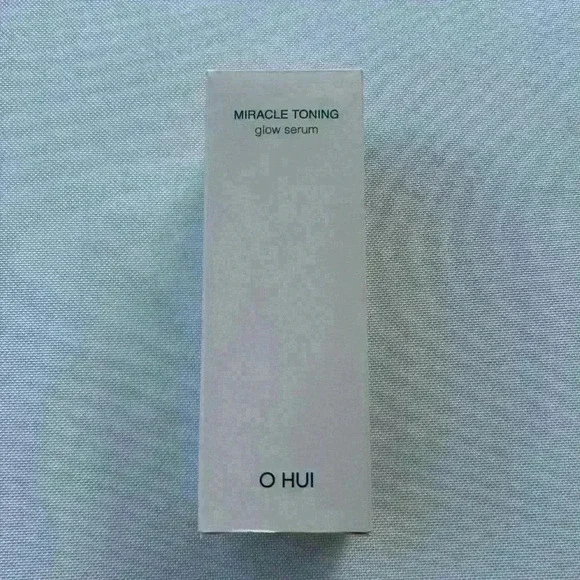 MIRACLE TONING
glow serum
O HUI